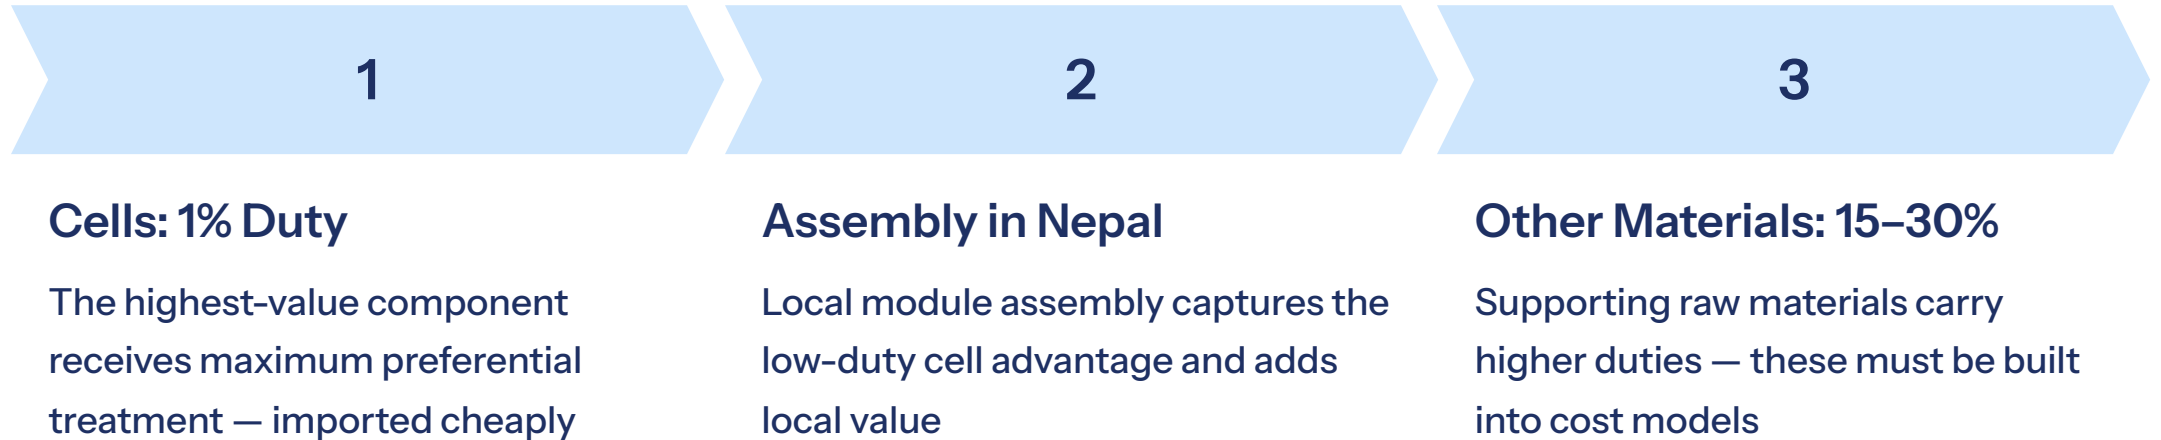 1
Cells: 1% Duty
The highest-value component
receives maximum preferential
treatment — imported cheaply
2
Assembly in Nepal
Local module assembly captures the
low-duty cell advantage and adds
local value
3
Other Materials: 15–30%
Supporting raw materials carry
higher duties — these must be built
into cost models